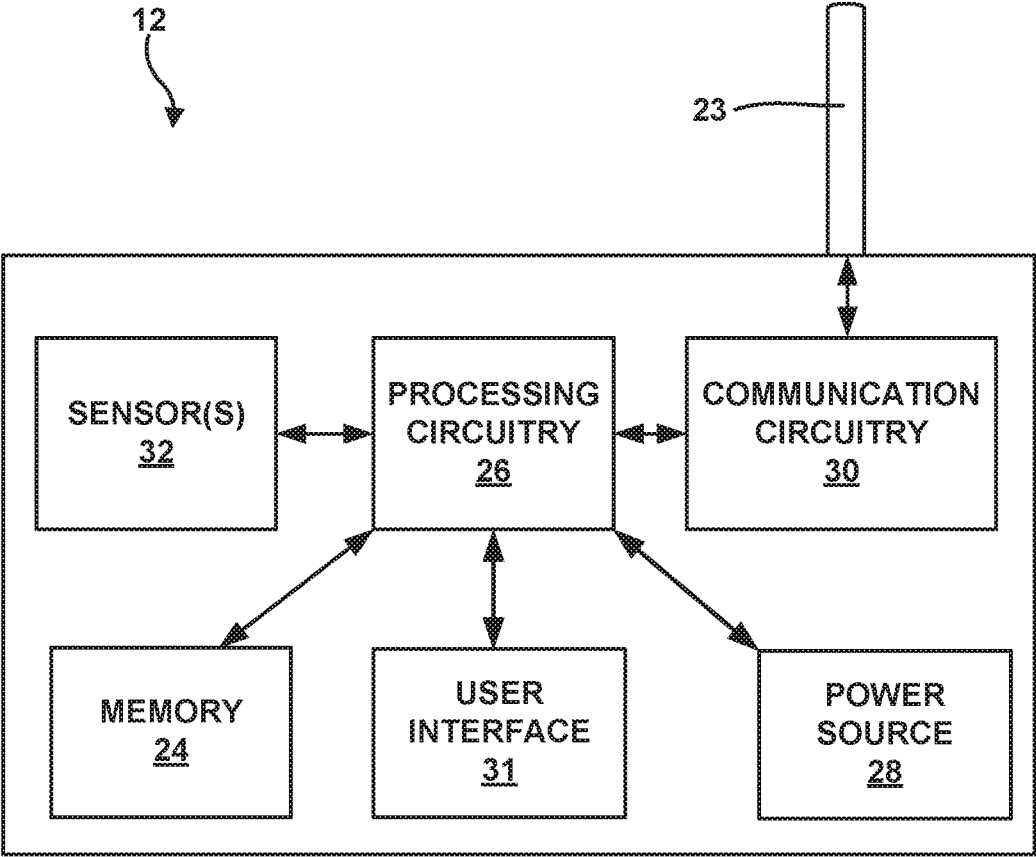 12
23
SENSOR(S)
32
PROCESSING
CIRCUITRY
26
COMMUNICATION
CIRCUITRY
30
MEMORY
24
USER
INTERFACE
31
POWER
SOURCE
28